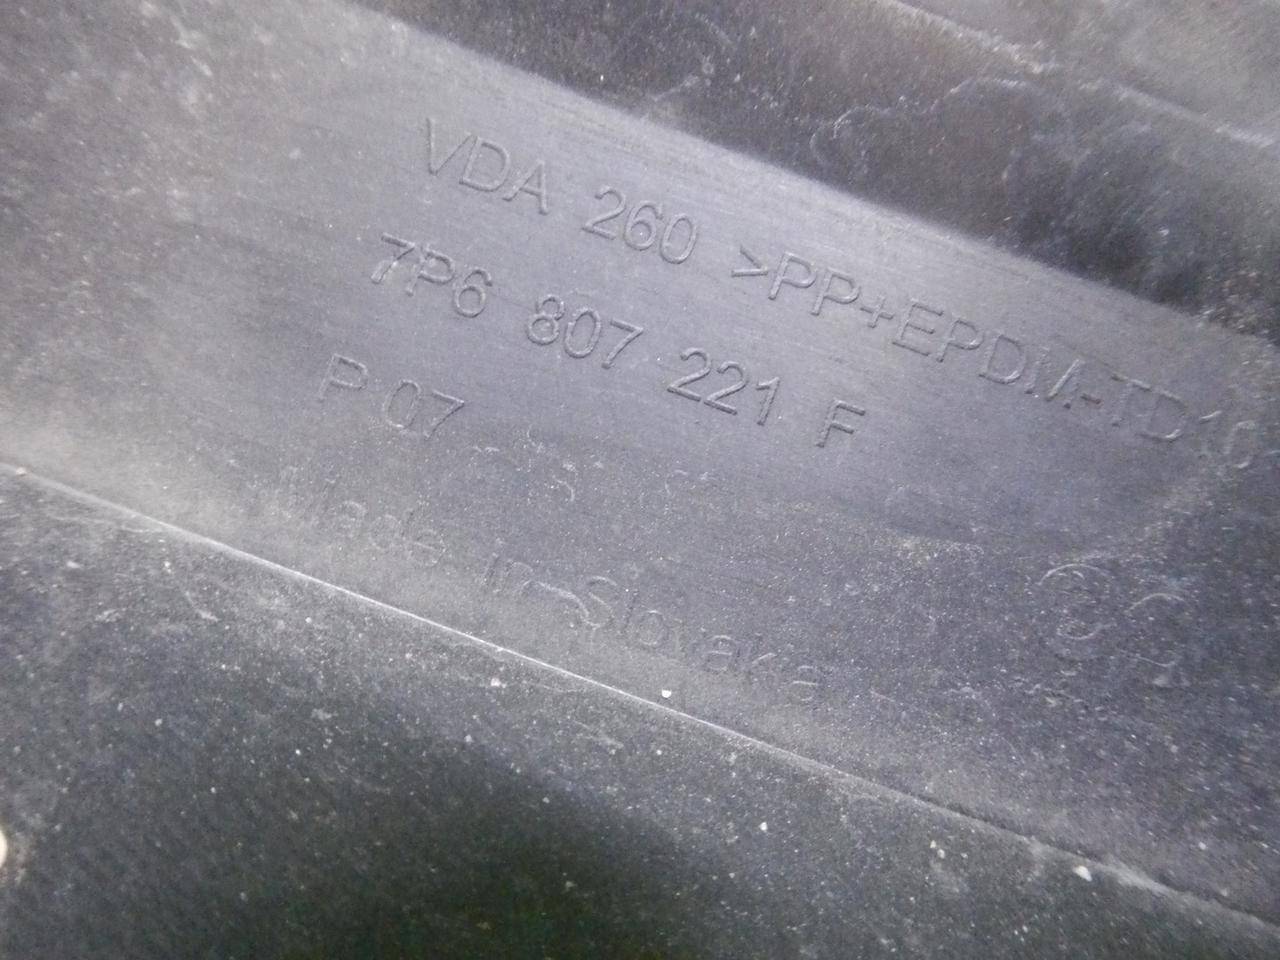 VDA 260 >PP+EPDM-TD10
7P6 807 221 F
P 07
Made in Slovakia